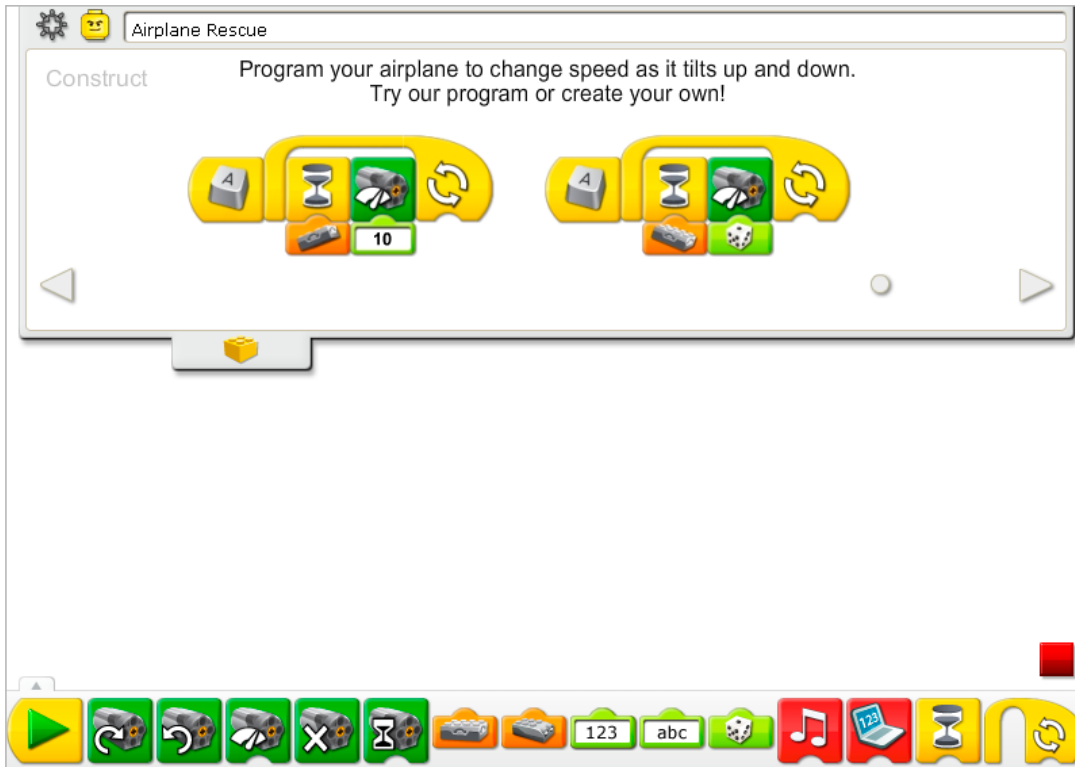 Airplane Rescue
Construct
Program your airplane to change speed as it tilts up and down.
Try our program or create your own!
A
A
10
123
abc
123